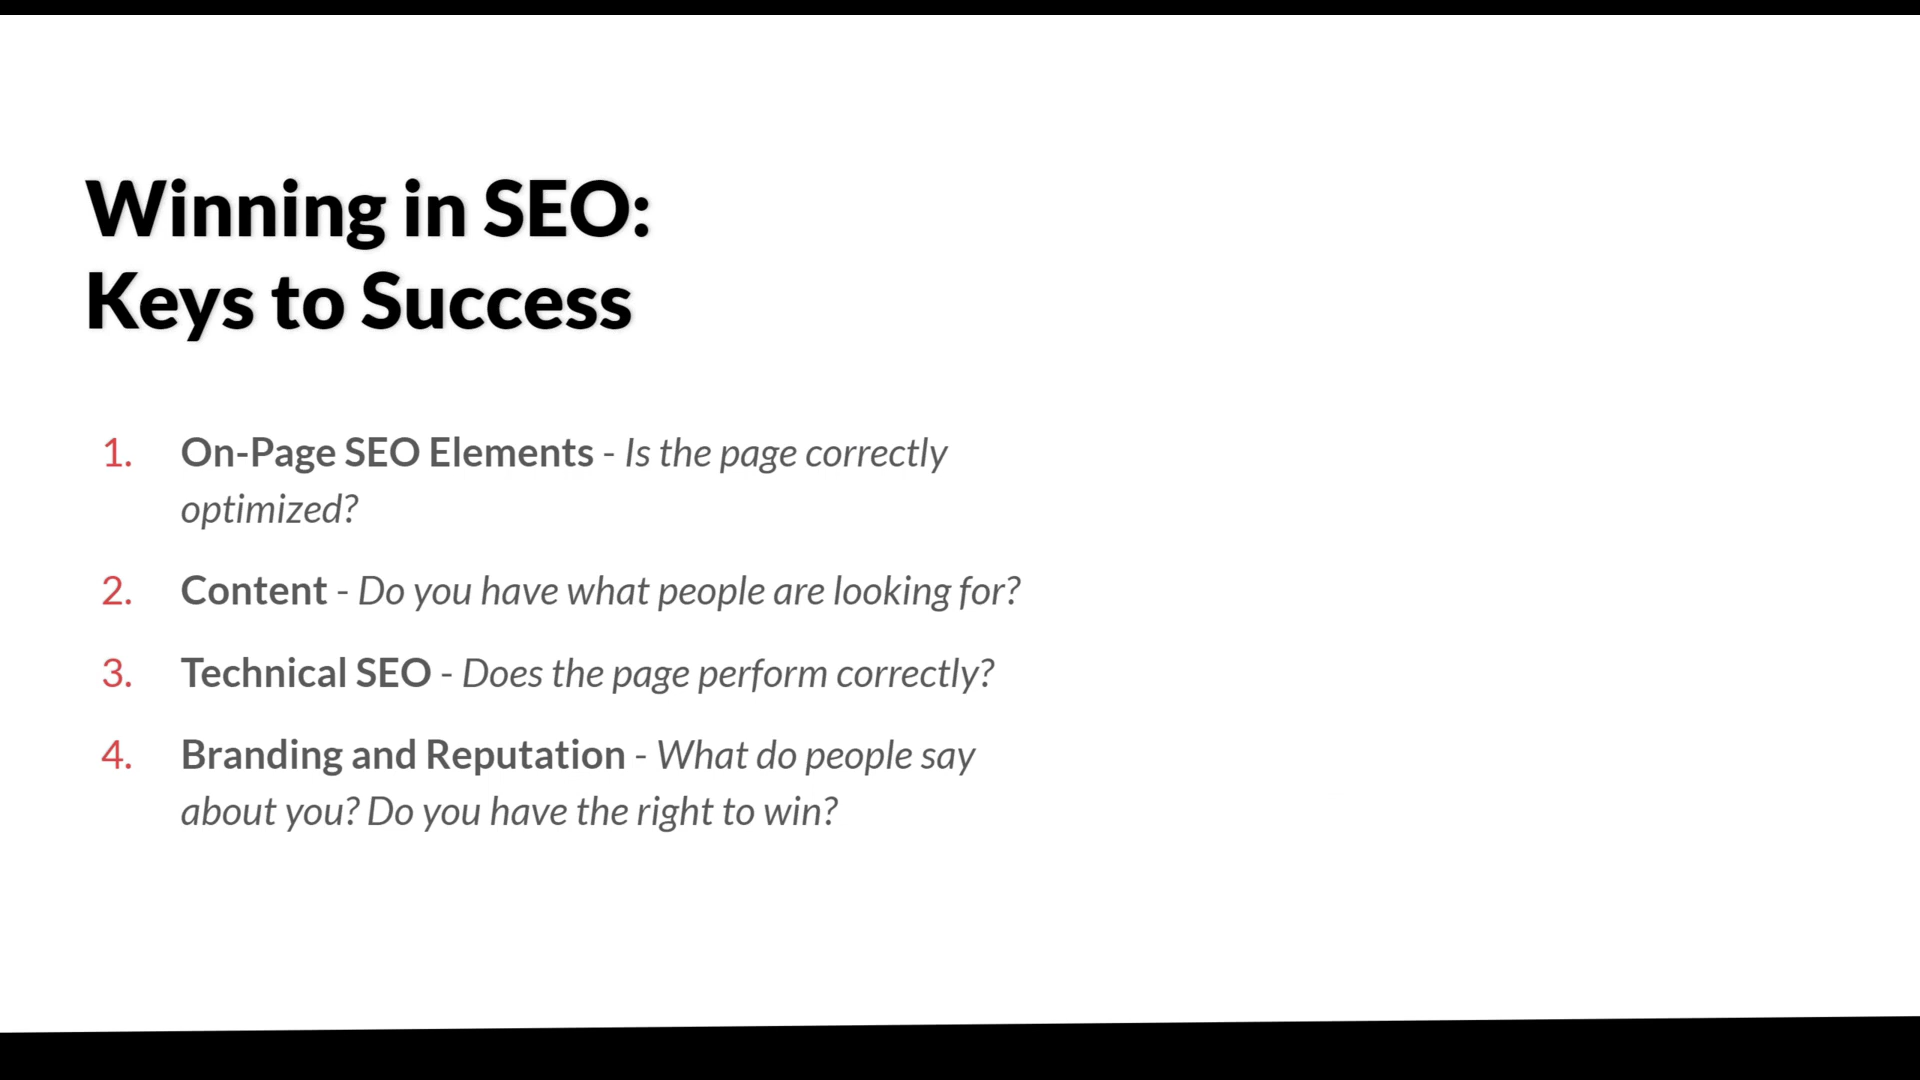 Winning in SEO:
Keys to Success
1. On-Page SEO Elements - Is the page correctly
optimized?
2. Content - Do you have what people are looking for?
3. Technical SEO - Does the page perform correctly?
4. Branding and Reputation - What do people say
about you? Do you have the right to win?